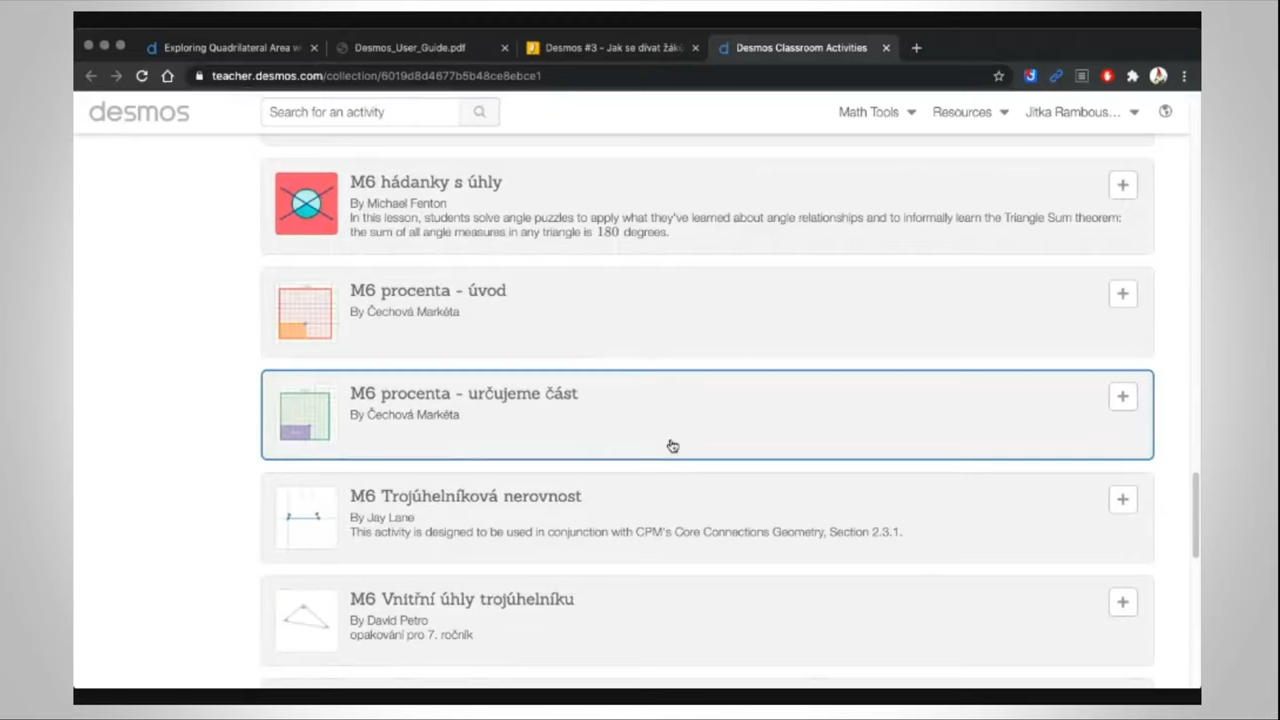 Exploring Quadrilateral Area w
Desmos_User_Guide.pdf
Desmos #3 - Jak se dívat žáků
Desmos Classroom Activities
teacher.desmos.com/collection/6019d8d4677b5b48ce8ebce1
desmos
Search for an activity
Math Tools
Resources
Jitka Rambous...
M6 hádanky s úhly
By Michael Fenton
In this lesson, students solve angle puzzles to apply what they've learned about angle relationships and to informally learn the Triangle Sum theorem:
the sum of all angle measures in any triangle is 180 degrees.
M6 procenta - úvod
By Čechová Markéta
M6 procenta - určujeme část
By Čechová Markéta
M6 Trojúhelníková nerovnost
By Jay Lane
This activity is designed to be used in conjunction with CPM's Core Connections Geometry, Section 2.3.1.
M6 Vnitřní úhly trojúhelníku
By David Petro
opakování pro 7. ročník